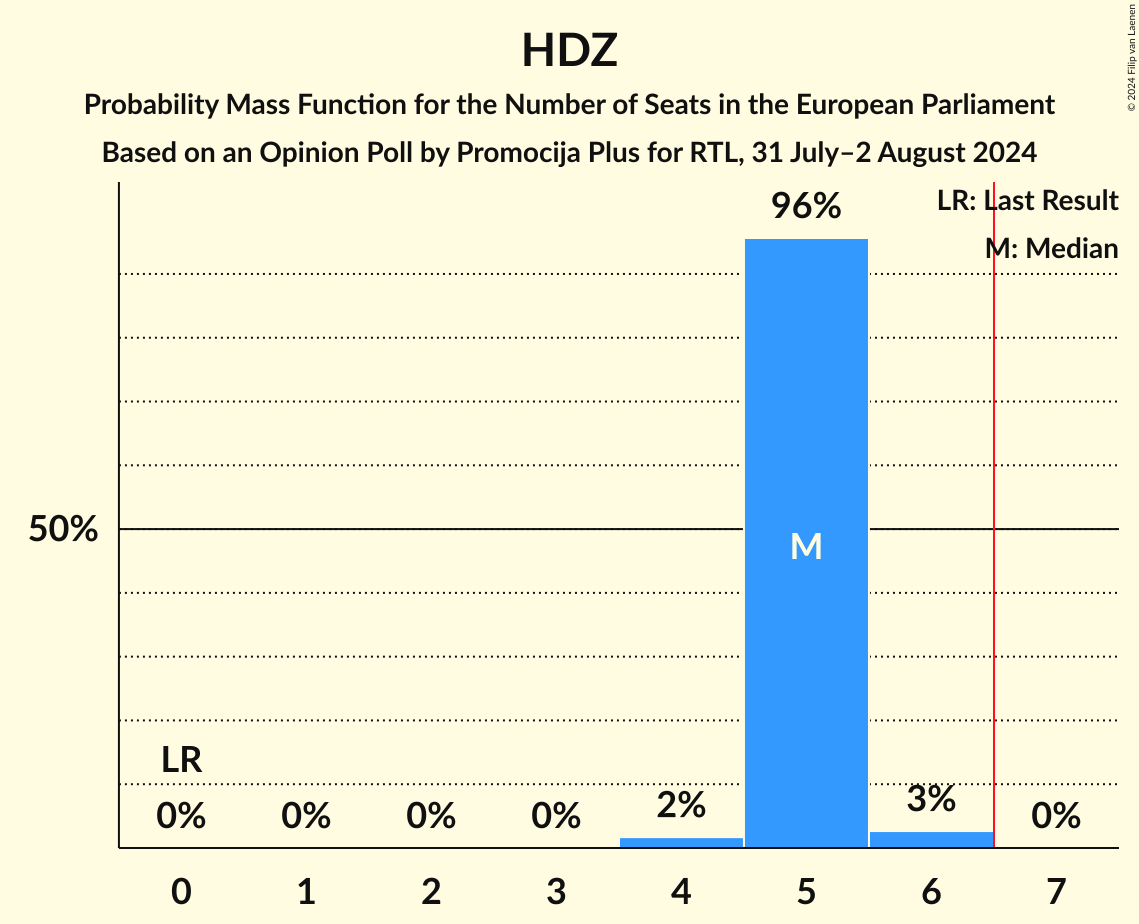 HDZ
Probability Mass Function for the Number of Seats in the European Parliament
Based on an Opinion Poll by Promocija Plus for RTL, 31 July–2 August 2024
© 2024 Filip van Laenen
LR: Last Result
M: Median
96%
50%
M
LR
0%
0%
0%
0%
2%
3%
0%
0
1
2
3
4
5
6
7